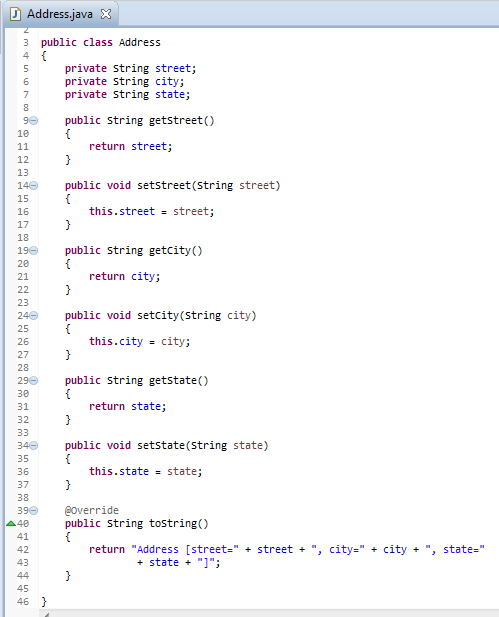 Address.java
2
3 public class Address
4 {
5     private String street;
6     private String city;
7     private String state;
8
9     public String getStreet()
10     {
11         return street;
12     }
13
14     public void setStreet(String street)
15     {
16         this.street = street;
17     }
18
19     public String getCity()
20     {
21         return city;
22     }
23
24     public void setCity(String city)
25     {
26         this.city = city;
27     }
28
29     public String getState()
30     {
31         return state;
32     }
33
34     public void setState(String state)
35     {
36         this.state = state;
37     }
38
39     @Override
40     public String toString()
41     {
42         return "Address [street=" + street + ", city=" + city + ", state="
43                 + state + "]";
44     }
45
46 }